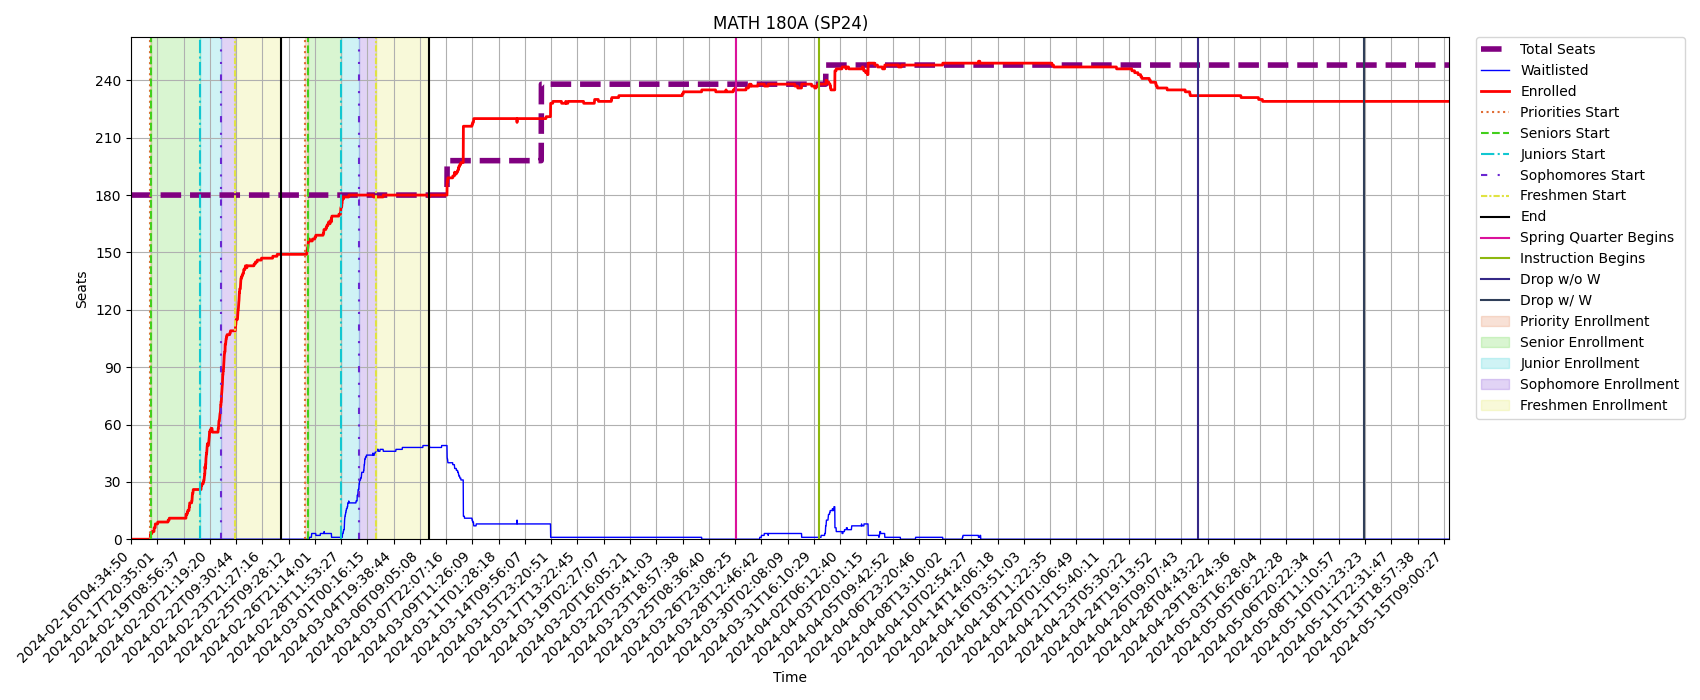 MATH 180A (SP24)
Seats
240
210
180
150
120
90
60
30
0
2024-02-16T04:34:50
2024-02-17T20:35:01
2024-02-19T08:56:37
2024-02-20T21:19:20
2024-02-22T09:30:44
2024-02-23T21:27:16
2024-02-25T09:28:12
2024-02-26T21:14:01
2024-02-28T11:53:27
2024-03-01T00:16:15
2024-03-04T19:38:44
2024-03-06T09:05:08
2024-03-07T22:07:16
2024-03-11T01:26:09
2024-03-12T11:28:18
2024-03-14T09:56:07
2024-03-15T23:20:51
2024-03-17T13:22:45
2024-03-19T02:27:07
2024-03-20T16:05:21
2024-03-22T05:41:03
2024-03-23T18:57:38
2024-03-25T08:36:40
2024-03-26T23:08:25
2024-03-28T12:46:42
2024-03-30T02:08:09
2024-03-31T16:10:29
2024-04-02T06:12:40
2024-04-03T20:01:15
2024-04-05T09:42:52
2024-04-06T23:20:46
2024-04-08T13:10:02
2024-04-10T02:54:27
2024-04-14T14:06:18
2024-04-16T03:51:03
2024-04-18T11:22:35
2024-04-20T01:06:49
2024-04-21T15:40:11
2024-04-23T05:30:22
2024-04-24T19:13:52
2024-04-26T09:07:43
2024-04-28T04:43:22
2024-04-29T18:24:36
2024-05-03T16:28:04
2024-05-05T06:22:28
2024-05-06T20:22:34
2024-05-08T11:10:57
2024-05-10T01:23:23
2024-05-11T22:31:47
2024-05-13T18:57:38
2024-05-15T09:00:27
Time
Total Seats
Waitlisted
Enrolled
Priorities Start
Seniors Start
Juniors Start
Sophomores Start
Freshmen Start
End
Spring Quarter Begins
Instruction Begins
Drop w/o W
Drop w/ W
Priority Enrollment
Senior Enrollment
Junior Enrollment
Sophomore Enrollment
Freshmen Enrollment